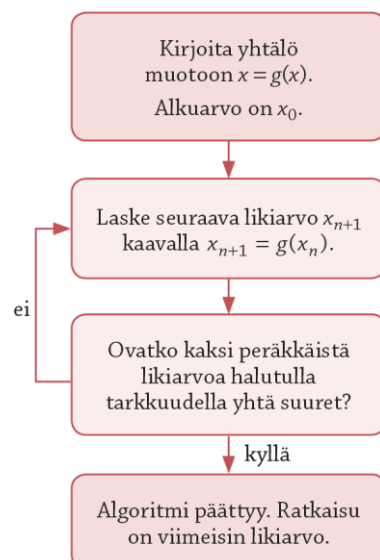 Kirjoita yhtälö
muotoon x = g(x).
Alkuarvo on x₀.
Laske seuraava likiarvo xₙ₊₁
kaavalla xₙ₊₁ = g(xₙ).
ei
Ovatko kaksi peräkkäistä
likiarvoa halutulla
tarkkuudella yhtä suuret?
kyllä
Algoritmi päättyy. Ratkaisu
on viimeisin likiarvo.